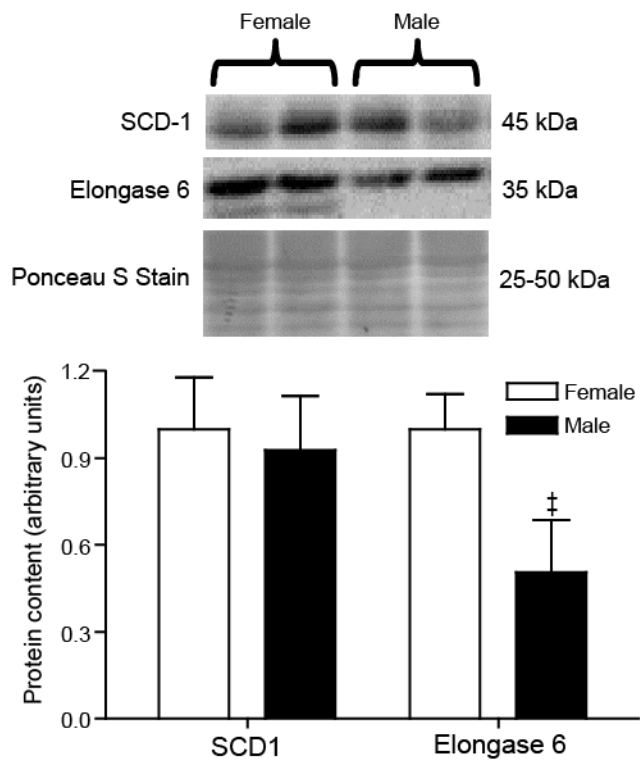 Female Male
SCD-1 45 kDa
Elongase 6 35 kDa
Ponceau S Stain 25-50 kDa
Protein content (arbitrary units)
1.2
0.9
0.6
0.3
0.0
Female
Male
‡
SCD1 Elongase 6